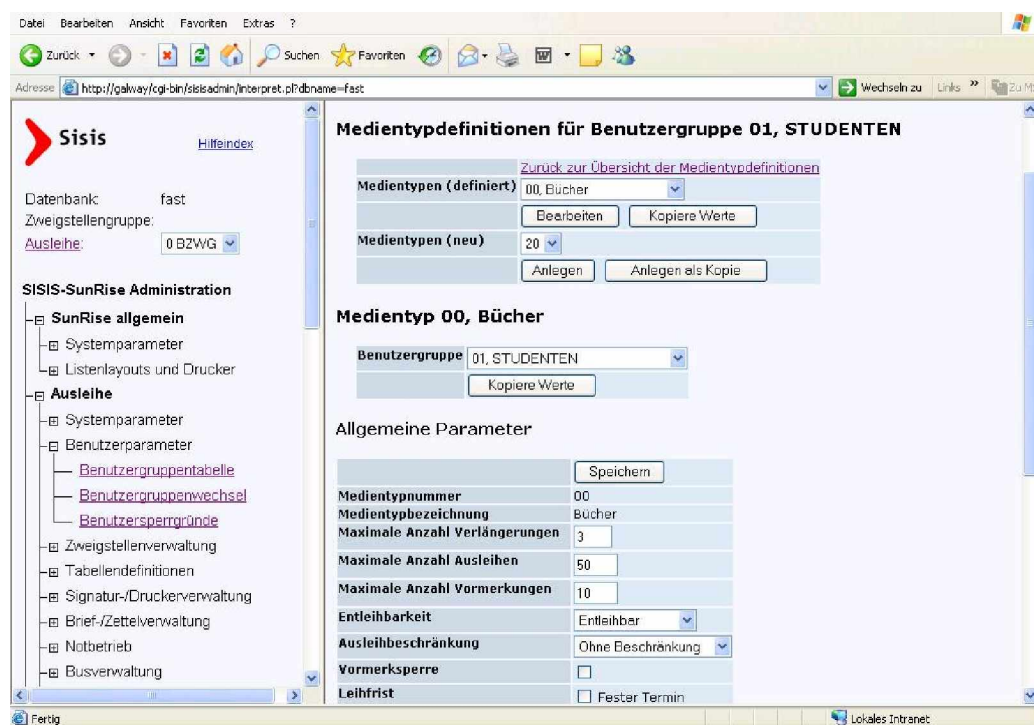 Datei Bearbeiten Ansicht Favoriten Extras ?
Zurück Suchen Favoriten
Adresse http://galway/cgi-bin/sisisadmin/interpret.pl?dbname=fast Wechseln zu Links » Zu M
Sisis Hilfeindex
Datenbank: fast
Zweigstellengruppe:
Ausleihe: 0 BZWG
SISIS-SunRise Administration
SunRise allgemein
Systemparameter
Listenlayouts und Drucker
Ausleihe
Systemparameter
Benutzerparameter
Benutzergruppentabelle
Benutzergruppenwechsel
Benutzersperrgründe
Zweigstellenverwaltung
Tabellendefinitionen
Signatur-/Druckerverwaltung
Brief-/Zettelverwaltung
Notbetrieb
Busverwaltung
Medientypdefinitionen für Benutzergruppe 01, STUDENTEN
Zurück zur Übersicht der Medientypdefinitionen
Medientypen (definiert) 00, Bücher
Bearbeiten Kopiere Werte
Medientypen (neu) 20
Anlegen Anlegen als Kopie
Medientyp 00, Bücher
Benutzergruppe 01, STUDENTEN
Kopiere Werte
Allgemeine Parameter
Speichern
Medientypnummer 00
Medientypbezeichnung Bücher
Maximale Anzahl Verlängerungen 3
Maximale Anzahl Ausleihen 50
Maximale Anzahl Vormerkungen 10
Entleihbarkeit Entleihbar
Ausleihbeschränkung Ohne Beschränkung
Vormerksperre
Leihfrist Fester Termin
Fertig Lokales Intranet